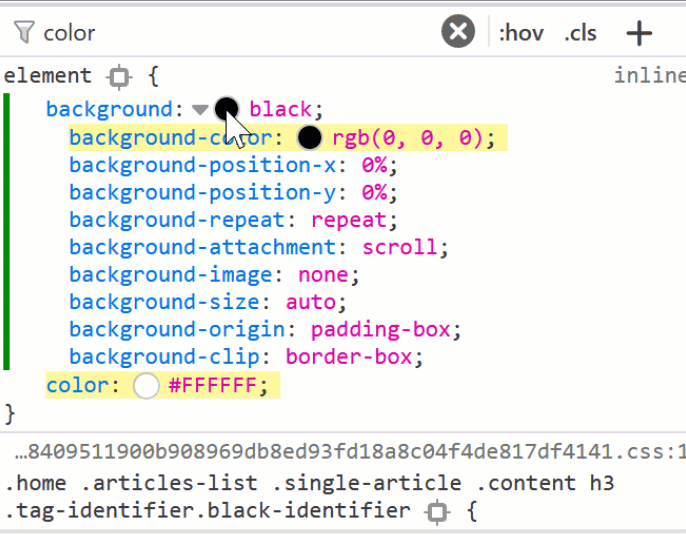 color :hov .cls +
element { inline
background: black;
background-color: rgb(0, 0, 0);
background-position-x: 0%;
background-position-y: 0%;
background-repeat: repeat;
background-attachment: scroll;
background-image: none;
background-size: auto;
background-origin: padding-box;
background-clip: border-box;
color: #FFFFFF;
}
…8409511900b908969db8ed93fd18a8c04f4de817df4141.css:1
.home .articles-list .single-article .content h3
.tag-identifier.black-identifier {